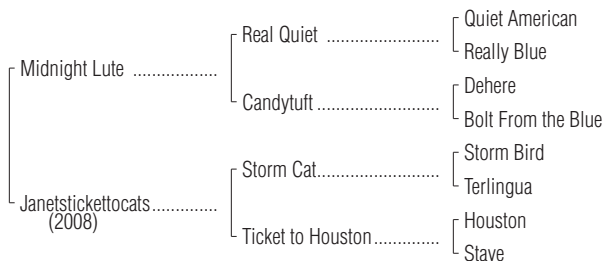 Quiet American
Real Quiet ....................
Really Blue
Midnight Lute ..................
Dehere
Candytuft ......................
Bolt From the Blue
Storm Bird
Storm Cat ......................
Terlingua
Janetstickettocats ..............
(2008)
Houston
Ticket to Houston ...............
Stave